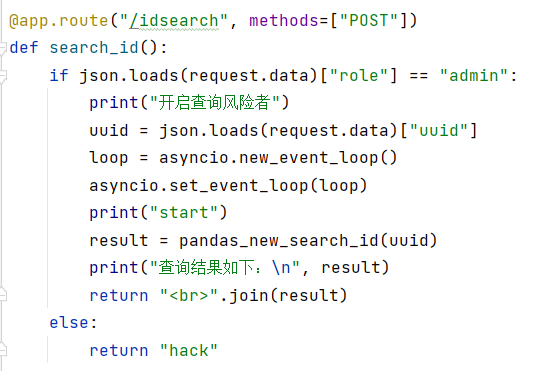 @app.route("/idsearch", methods=["POST"])
def search_id():
    if json.loads(request.data)["role"] == "admin":
        print("开启查询风险者")
        uuid = json.loads(request.data)["uuid"]
        loop = asyncio.new_event_loop()
        asyncio.set_event_loop(loop)
        print("start")
        result = pandas_new_search_id(uuid)
        print("查询结果如下：\n", result)
        return "<br>".join(result)
    else:
        return "hack"